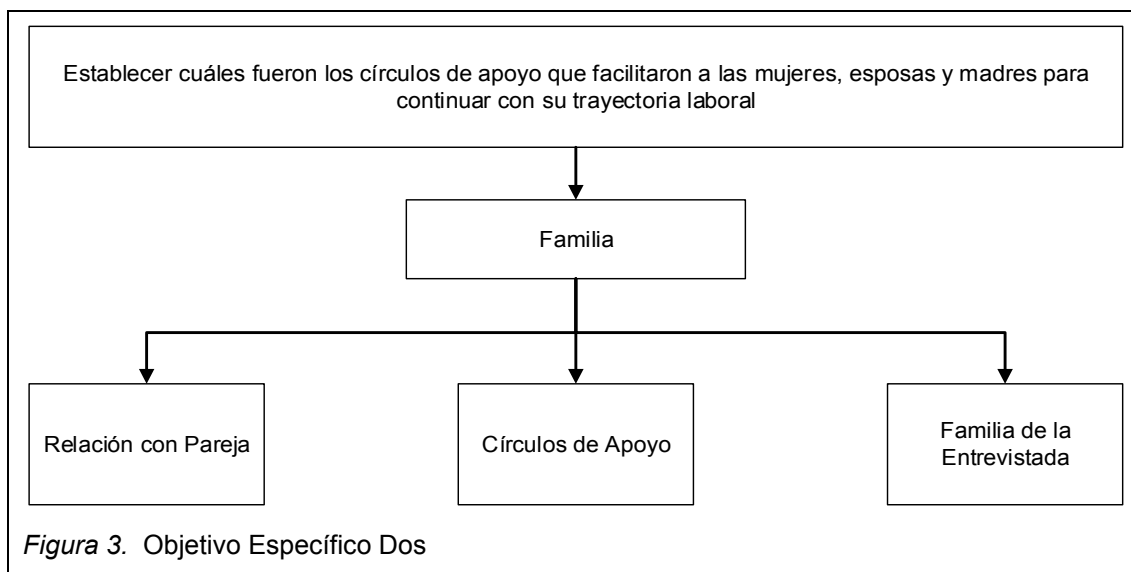 Establecer cuáles fueron los círculos de apoyo que facilitaron a las mujeres, esposas y madres para
continuar con su trayectoria laboral
Familia
Relación con Pareja
Círculos de Apoyo
Familia de la
Entrevistada
Figura 3. Objetivo Específico Dos